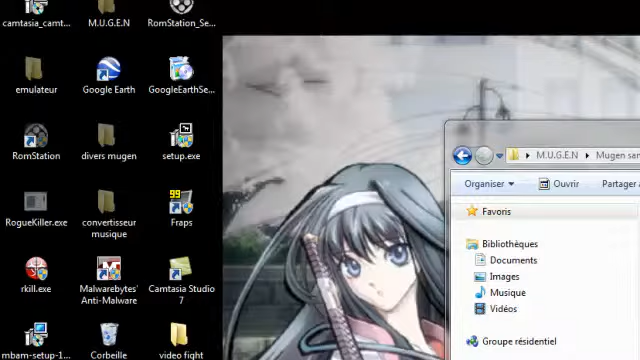 camtasia_camt...
M.U.G.E.N
RomStation_Se...
emulateur
Google Earth
GoogleEarthSe...
RomStation
divers mugen
setup.exe
RogueKiller.exe
convertisseur
musique
99
Fraps
rkill.exe
Malwarebytes'
Anti-Malware
Camtasia Studio
7
mbam-setup-1...
Corbeille
video fight
M.U.G.E.N
Mugen san
Organiser
Ouvrir
Partager
Favoris
Bibliothèques
Documents
Images
Musique
Vidéos
Groupe résidentiel